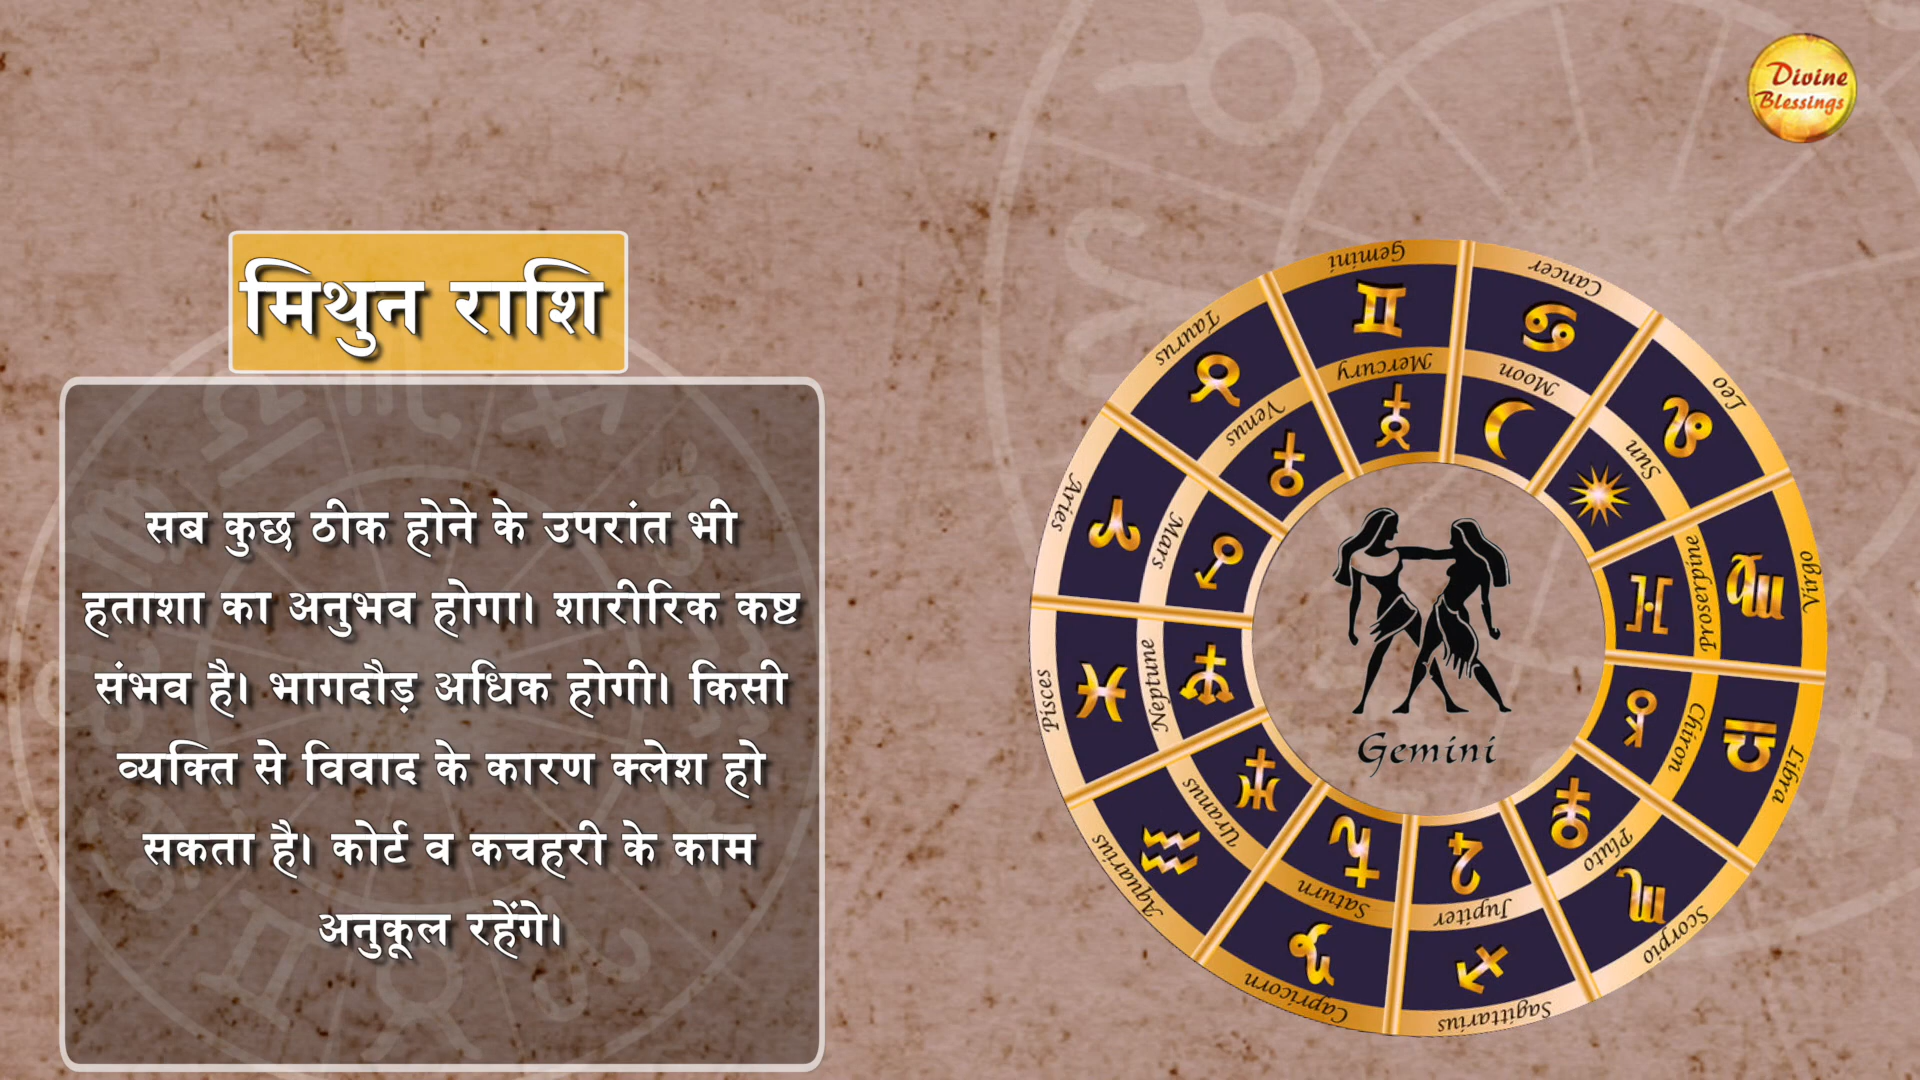 Divine
Blessings
मिथुन राशि
सब कुछ ठीक होने के उपरांत भी
हताशा का अनुभव होगा। शारीरिक कष्ट
संभव है। भागदौड़ अधिक होगी। किसी
व्यक्ति से विवाद के कारण क्लेश हो
सकता है। कोर्ट व कचहरी के काम
अनुकूल रहेंगे।
Gemini
Cancer
Leo
Virgo
Libra
Scorpio
Sagittarius
Capricorn
Aquarius
Pisces
Aries
Taurus
Mercury
Moon
Sun
Proserpine
Chiron
Pluto
Jupiter
Saturn
Uranus
Neptune
Mars
Venus
Gemini